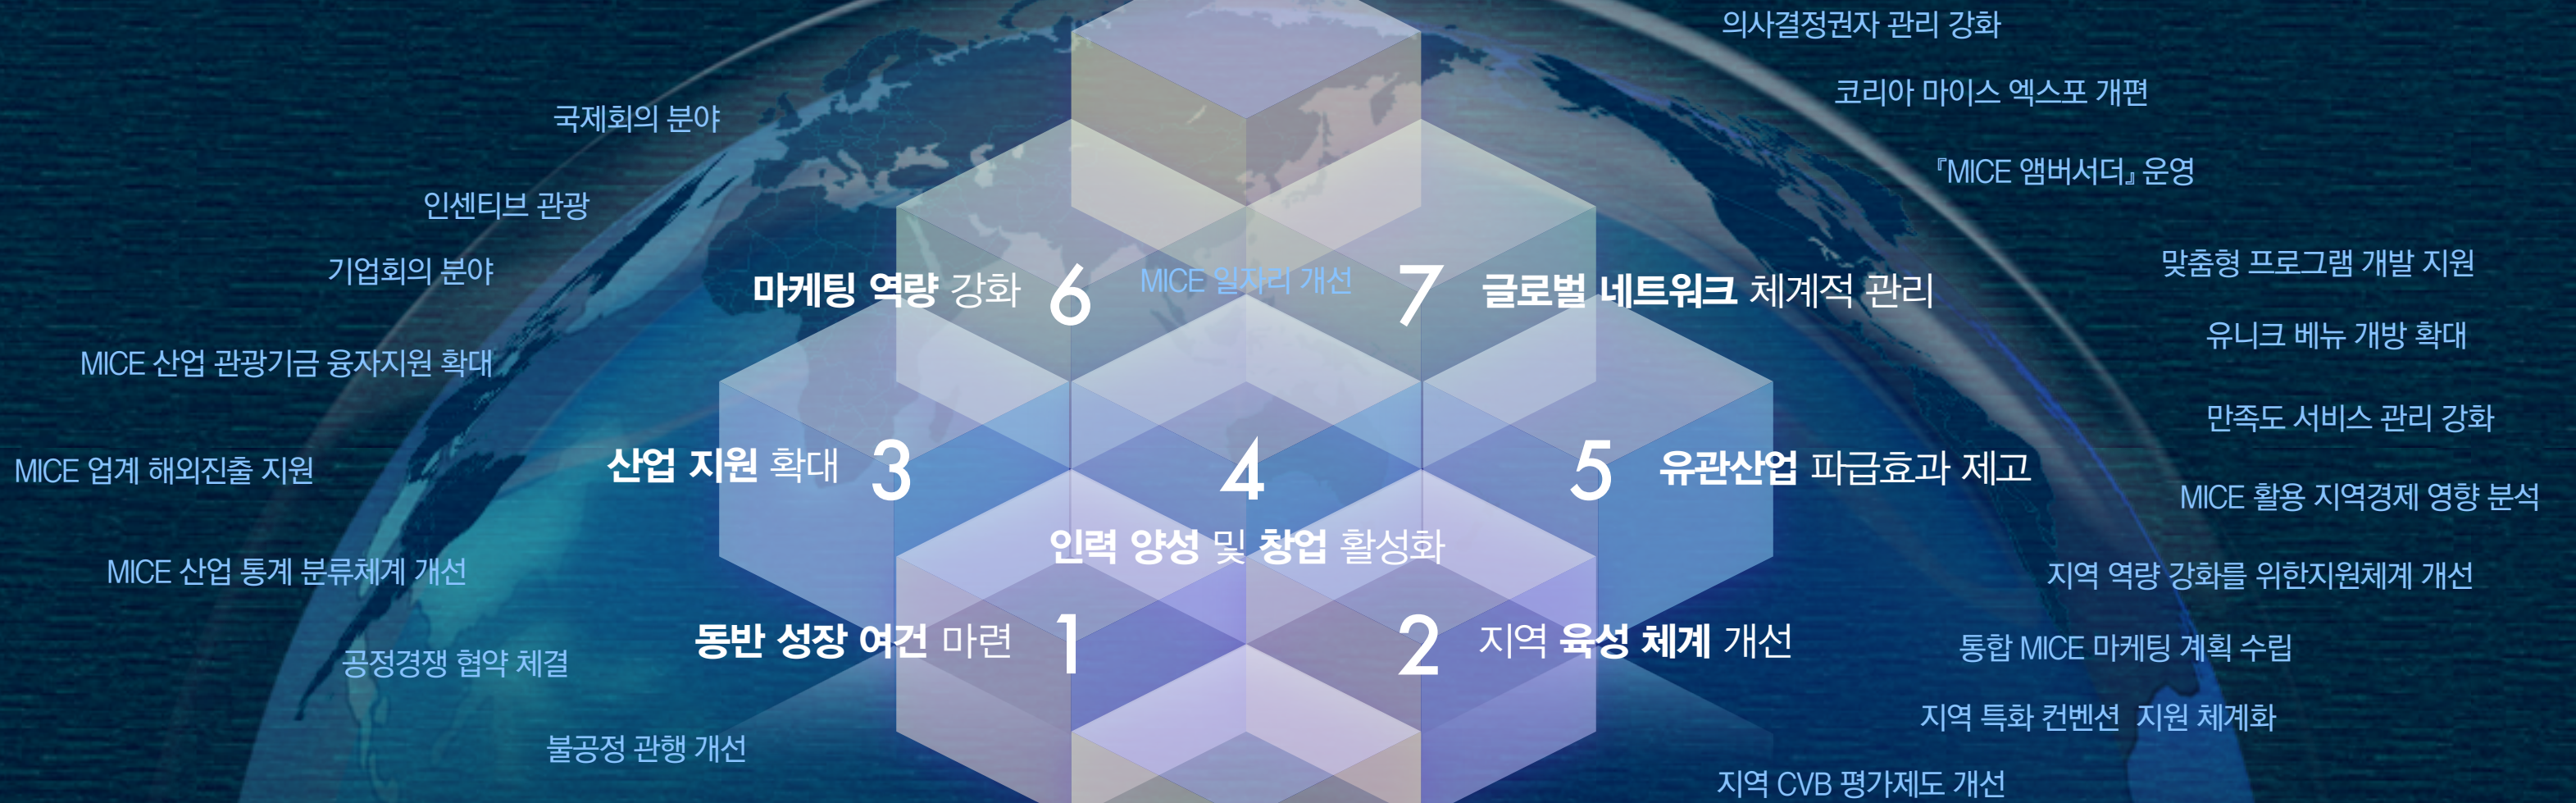 의사결정권자 관리 강화
코리아 마이스 엑스포 개편
『MICE 앰버서더』 운영
국제회의 분야
인센티브 관광
기업회의 분야
마케팅 역량 강화 6
MICE 일자리 개선
7 글로벌 네트워크 체계적 관리
맞춤형 프로그램 개발 지원
유니크 베뉴 개방 확대
만족도 서비스 관리 강화
MICE 산업 관광기금 융자지원 확대
MICE 업계 해외진출 지원
MICE 산업 통계 분류체계 개선
산업 지원 확대 3
4
인력 양성 및 창업 활성화
5 유관산업 파급효과 제고
MICE 활용 지역경제 영향 분석
지역 역량 강화를 위한지원체계 개선
동반 성장 여건 마련 1
2 지역 육성 체계 개선
통합 MICE 마케팅 계획 수립
공정경쟁 협약 체결
불공정 관행 개선
지역 특화 컨벤션 지원 체계화
지역 CVB 평가제도 개선